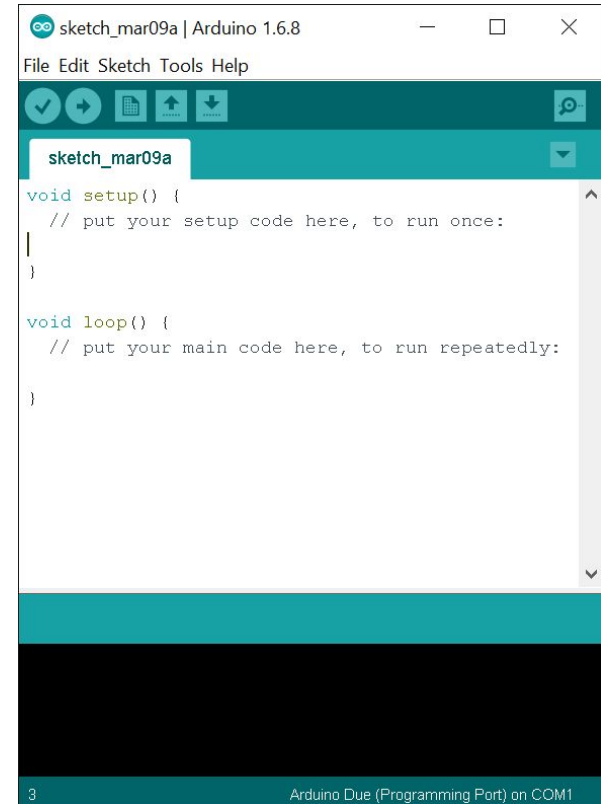 sketch_mar09a | Arduino 1.6.8
File Edit Sketch Tools Help
sketch_mar09a
void setup() {
  // put your setup code here, to run once:

}

void loop() {
  // put your main code here, to run repeatedly:

}
3 Arduino Due (Programming Port) on COM1